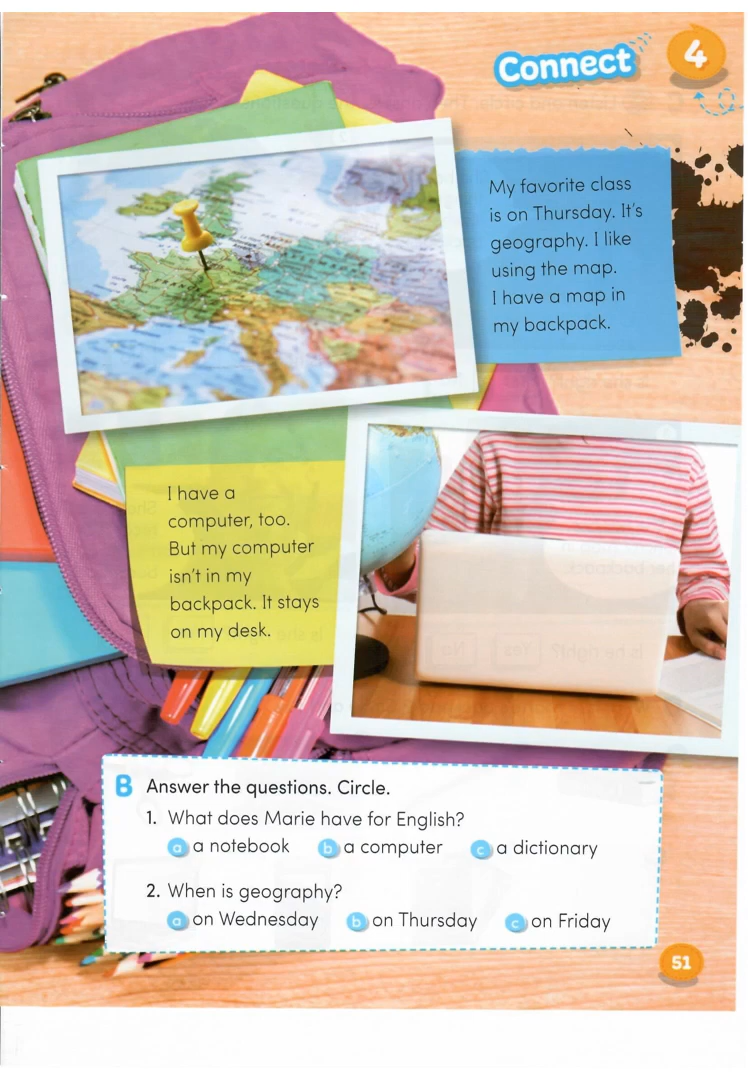 Connect
4
My favorite class
is on Thursday. It's
geography. I like
using the map.
I have a map in
my backpack.
I have a
computer, too.
But my computer
isn't in my
backpack. It stays
on my desk.
B Answer the questions. Circle.
1. What does Marie have for English?
a a notebook b a computer c a dictionary
2. When is geography?
a on Wednesday b on Thursday c on Friday
51